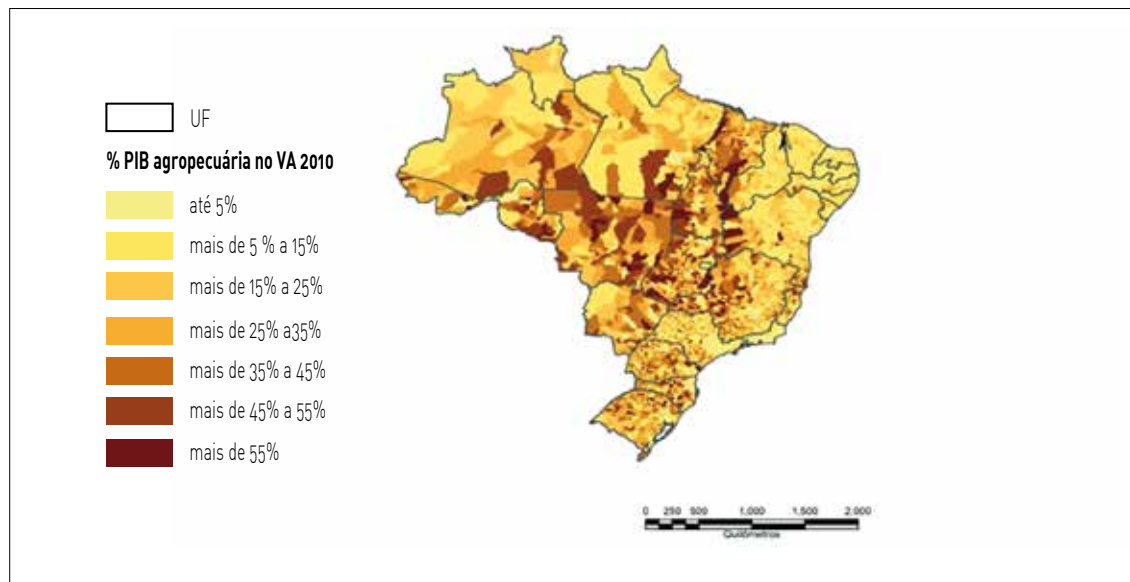 UF
% PIB agropecuária no VA 2010
até 5%
mais de 5 % a 15%
mais de 15% a 25%
mais de 25% a35%
mais de 35% a 45%
mais de 45% a 55%
mais de 55%
0 250 500 1.000 1.500 2.000
Quilômetros